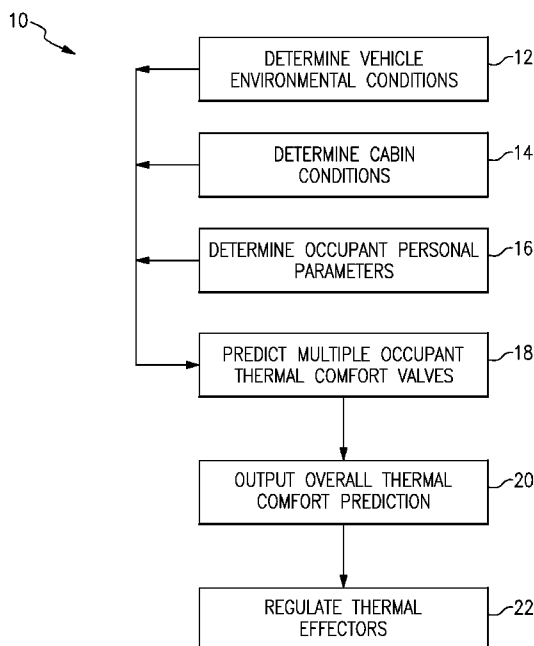 10
DETERMINE VEHICLE
ENVIRONMENTAL CONDITIONS
12
DETERMINE CABIN
CONDITIONS
14
DETERMINE OCCUPANT PERSONAL
PARAMETERS
16
PREDICT MULTIPLE OCCUPANT
THERMAL COMFORT VALVES
18
OUTPUT OVERALL THERMAL
COMFORT PREDICTION
20
REGULATE THERMAL
EFFECTORS
22